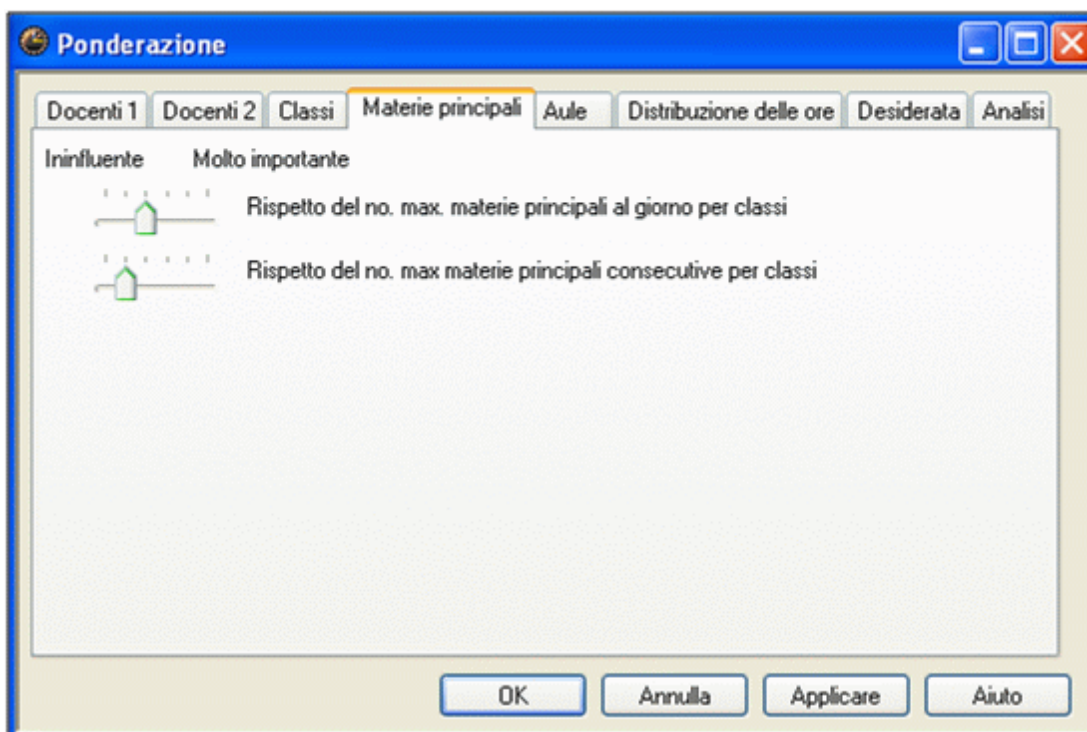 Ponderazione
Docenti 1 Docenti 2 Classi Materie principali Aule Distribuzione delle ore Desiderata Analisi
Ininfluente Molto importante
Rispetto del no. max. materie principali al giorno per classi
Rispetto del no. max materie principali consecutive per classi
OK Annulla Applicare Aiuto